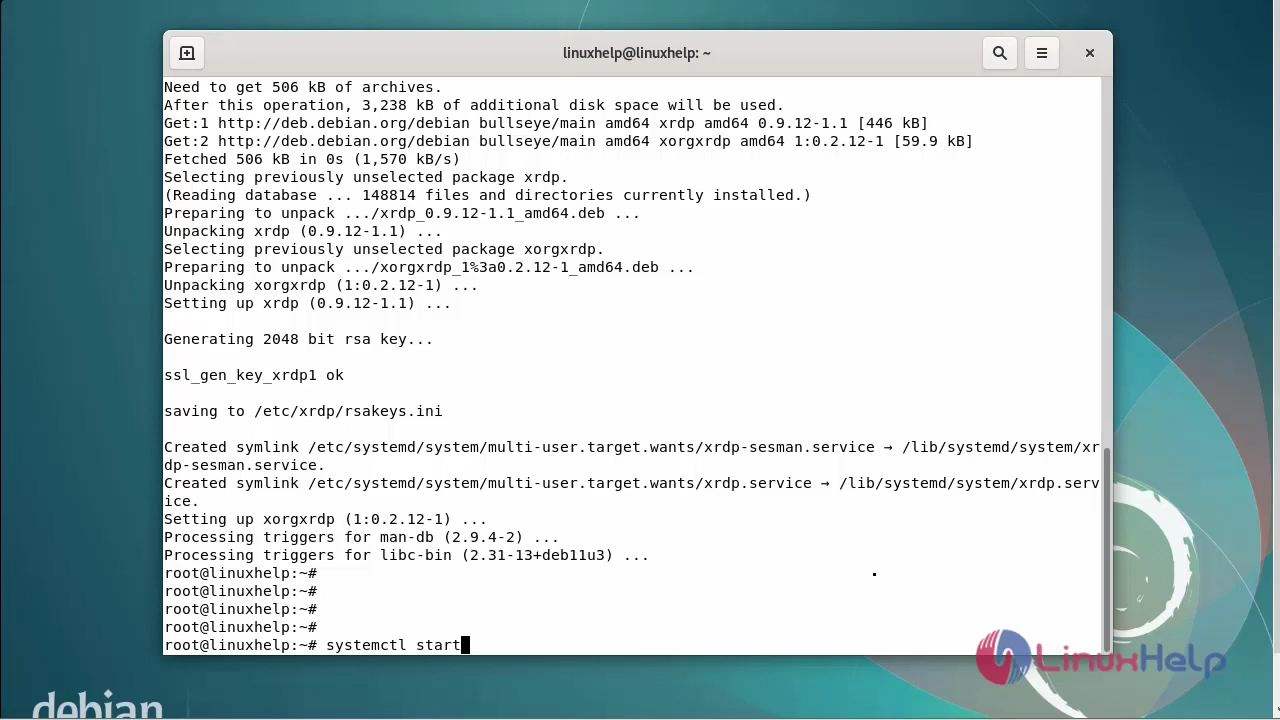 linuxhelp@linuxhelp: ~
Need to get 506 kB of archives.
After this operation, 3,238 kB of additional disk space will be used.
Get:1 http://deb.debian.org/debian bullseye/main amd64 xrdp amd64 0.9.12-1.1 [446 kB]
Get:2 http://deb.debian.org/debian bullseye/main amd64 xorgxrdp amd64 1:0.2.12-1 [59.9 kB]
Fetched 506 kB in 0s (1,570 kB/s)
Selecting previously unselected package xrdp.
(Reading database ... 148814 files and directories currently installed.)
Preparing to unpack .../xrdp_0.9.12-1.1_amd64.deb ...
Unpacking xrdp (0.9.12-1.1) ...
Selecting previously unselected package xorgxrdp.
Preparing to unpack .../xorgxrdp_1%3a0.2.12-1_amd64.deb ...
Unpacking xorgxrdp (1:0.2.12-1) ...
Setting up xrdp (0.9.12-1.1) ...
Generating 2048 bit rsa key...
ssl_gen_key_xrdp1 ok
saving to /etc/xrdp/rsakeys.ini
Created symlink /etc/systemd/system/multi-user.target.wants/xrdp-sesman.service → /lib/systemd/system/xr
dp-sesman.service.
Created symlink /etc/systemd/system/multi-user.target.wants/xrdp.service → /lib/systemd/system/xrdp.serv
ice.
Setting up xorgxrdp (1:0.2.12-1) ...
Processing triggers for man-db (2.9.4-2) ...
Processing triggers for libc-bin (2.31-13+deb11u3) ...
root@linuxhelp:~#
root@linuxhelp:~#
root@linuxhelp:~#
root@linuxhelp:~#
root@linuxhelp:~# systemctl start
LinuxHelp
debian